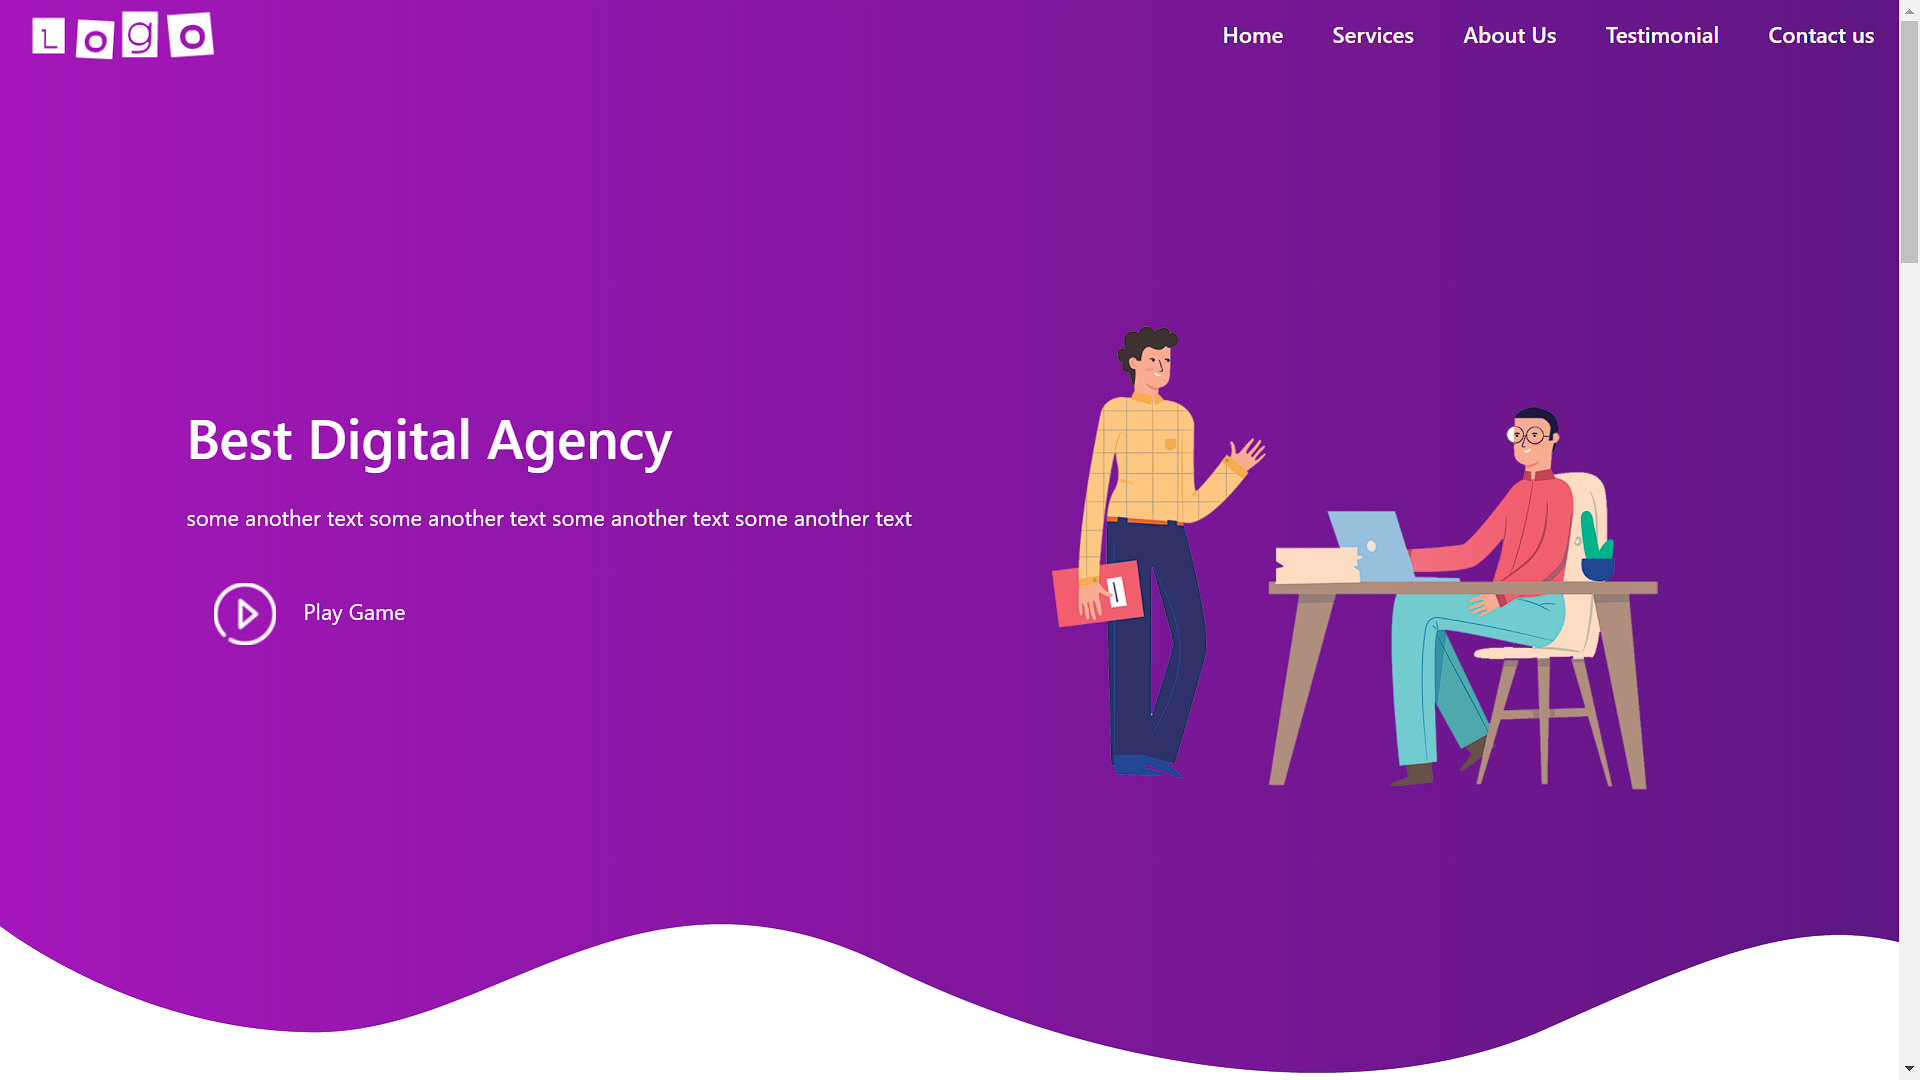 Logo
Home Services About Us Testimonial Contact us
Best Digital Agency
some another text some another text some another text some another text
Play Game